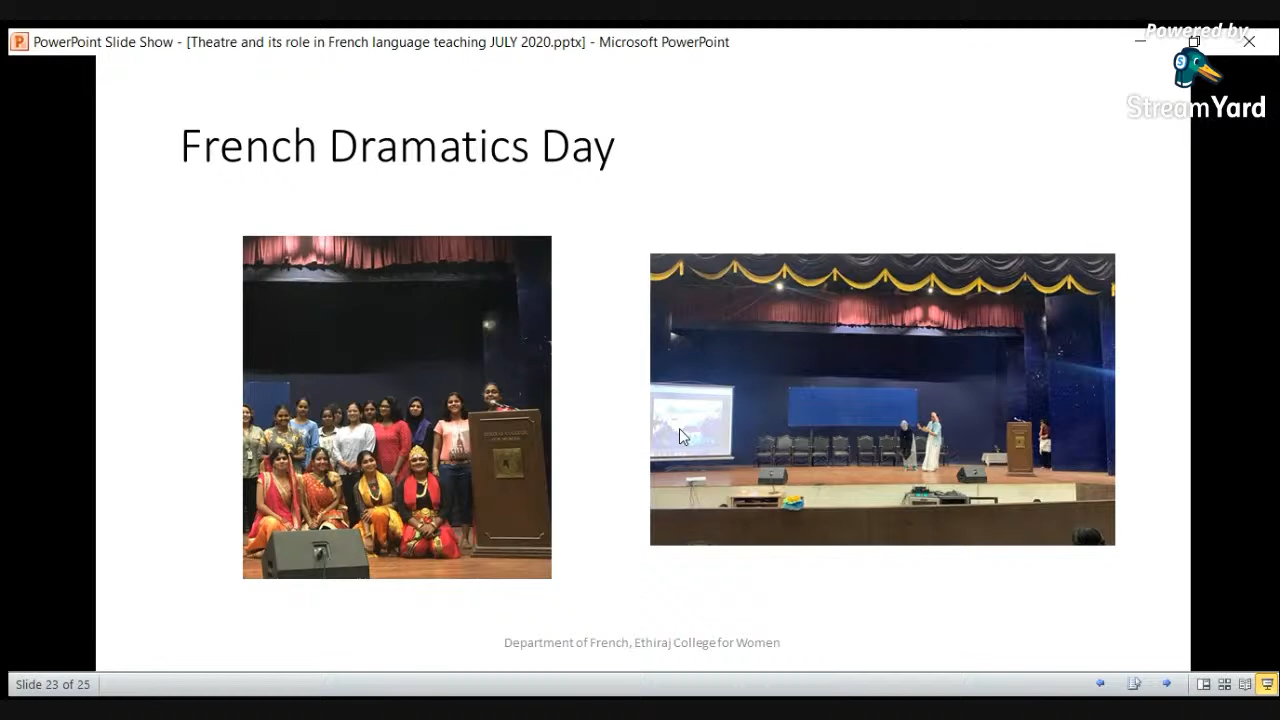 PowerPoint Slide Show - [Theatre and its role in French language teaching JULY 2020.pptx] - Microsoft PowerPoint
Powered by
StreamYard
French Dramatics Day
Department of French, Ethiraj College for Women
Slide 23 of 25